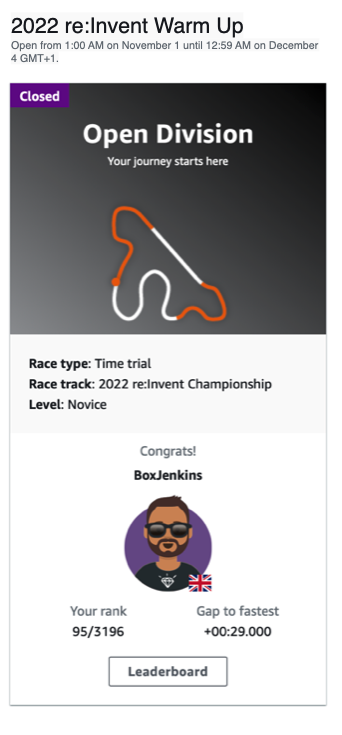 2022 re:Invent Warm Up
Open from 1:00 AM on November 1 until 12:59 AM on December
4 GMT+1.
Closed
Open Division
Your journey starts here
Race type: Time trial
Race track: 2022 re:Invent Championship
Level: Novice
Congrats!
BoxJenkins
Your rank
95/3196
Gap to fastest
+00:29.000
Leaderboard